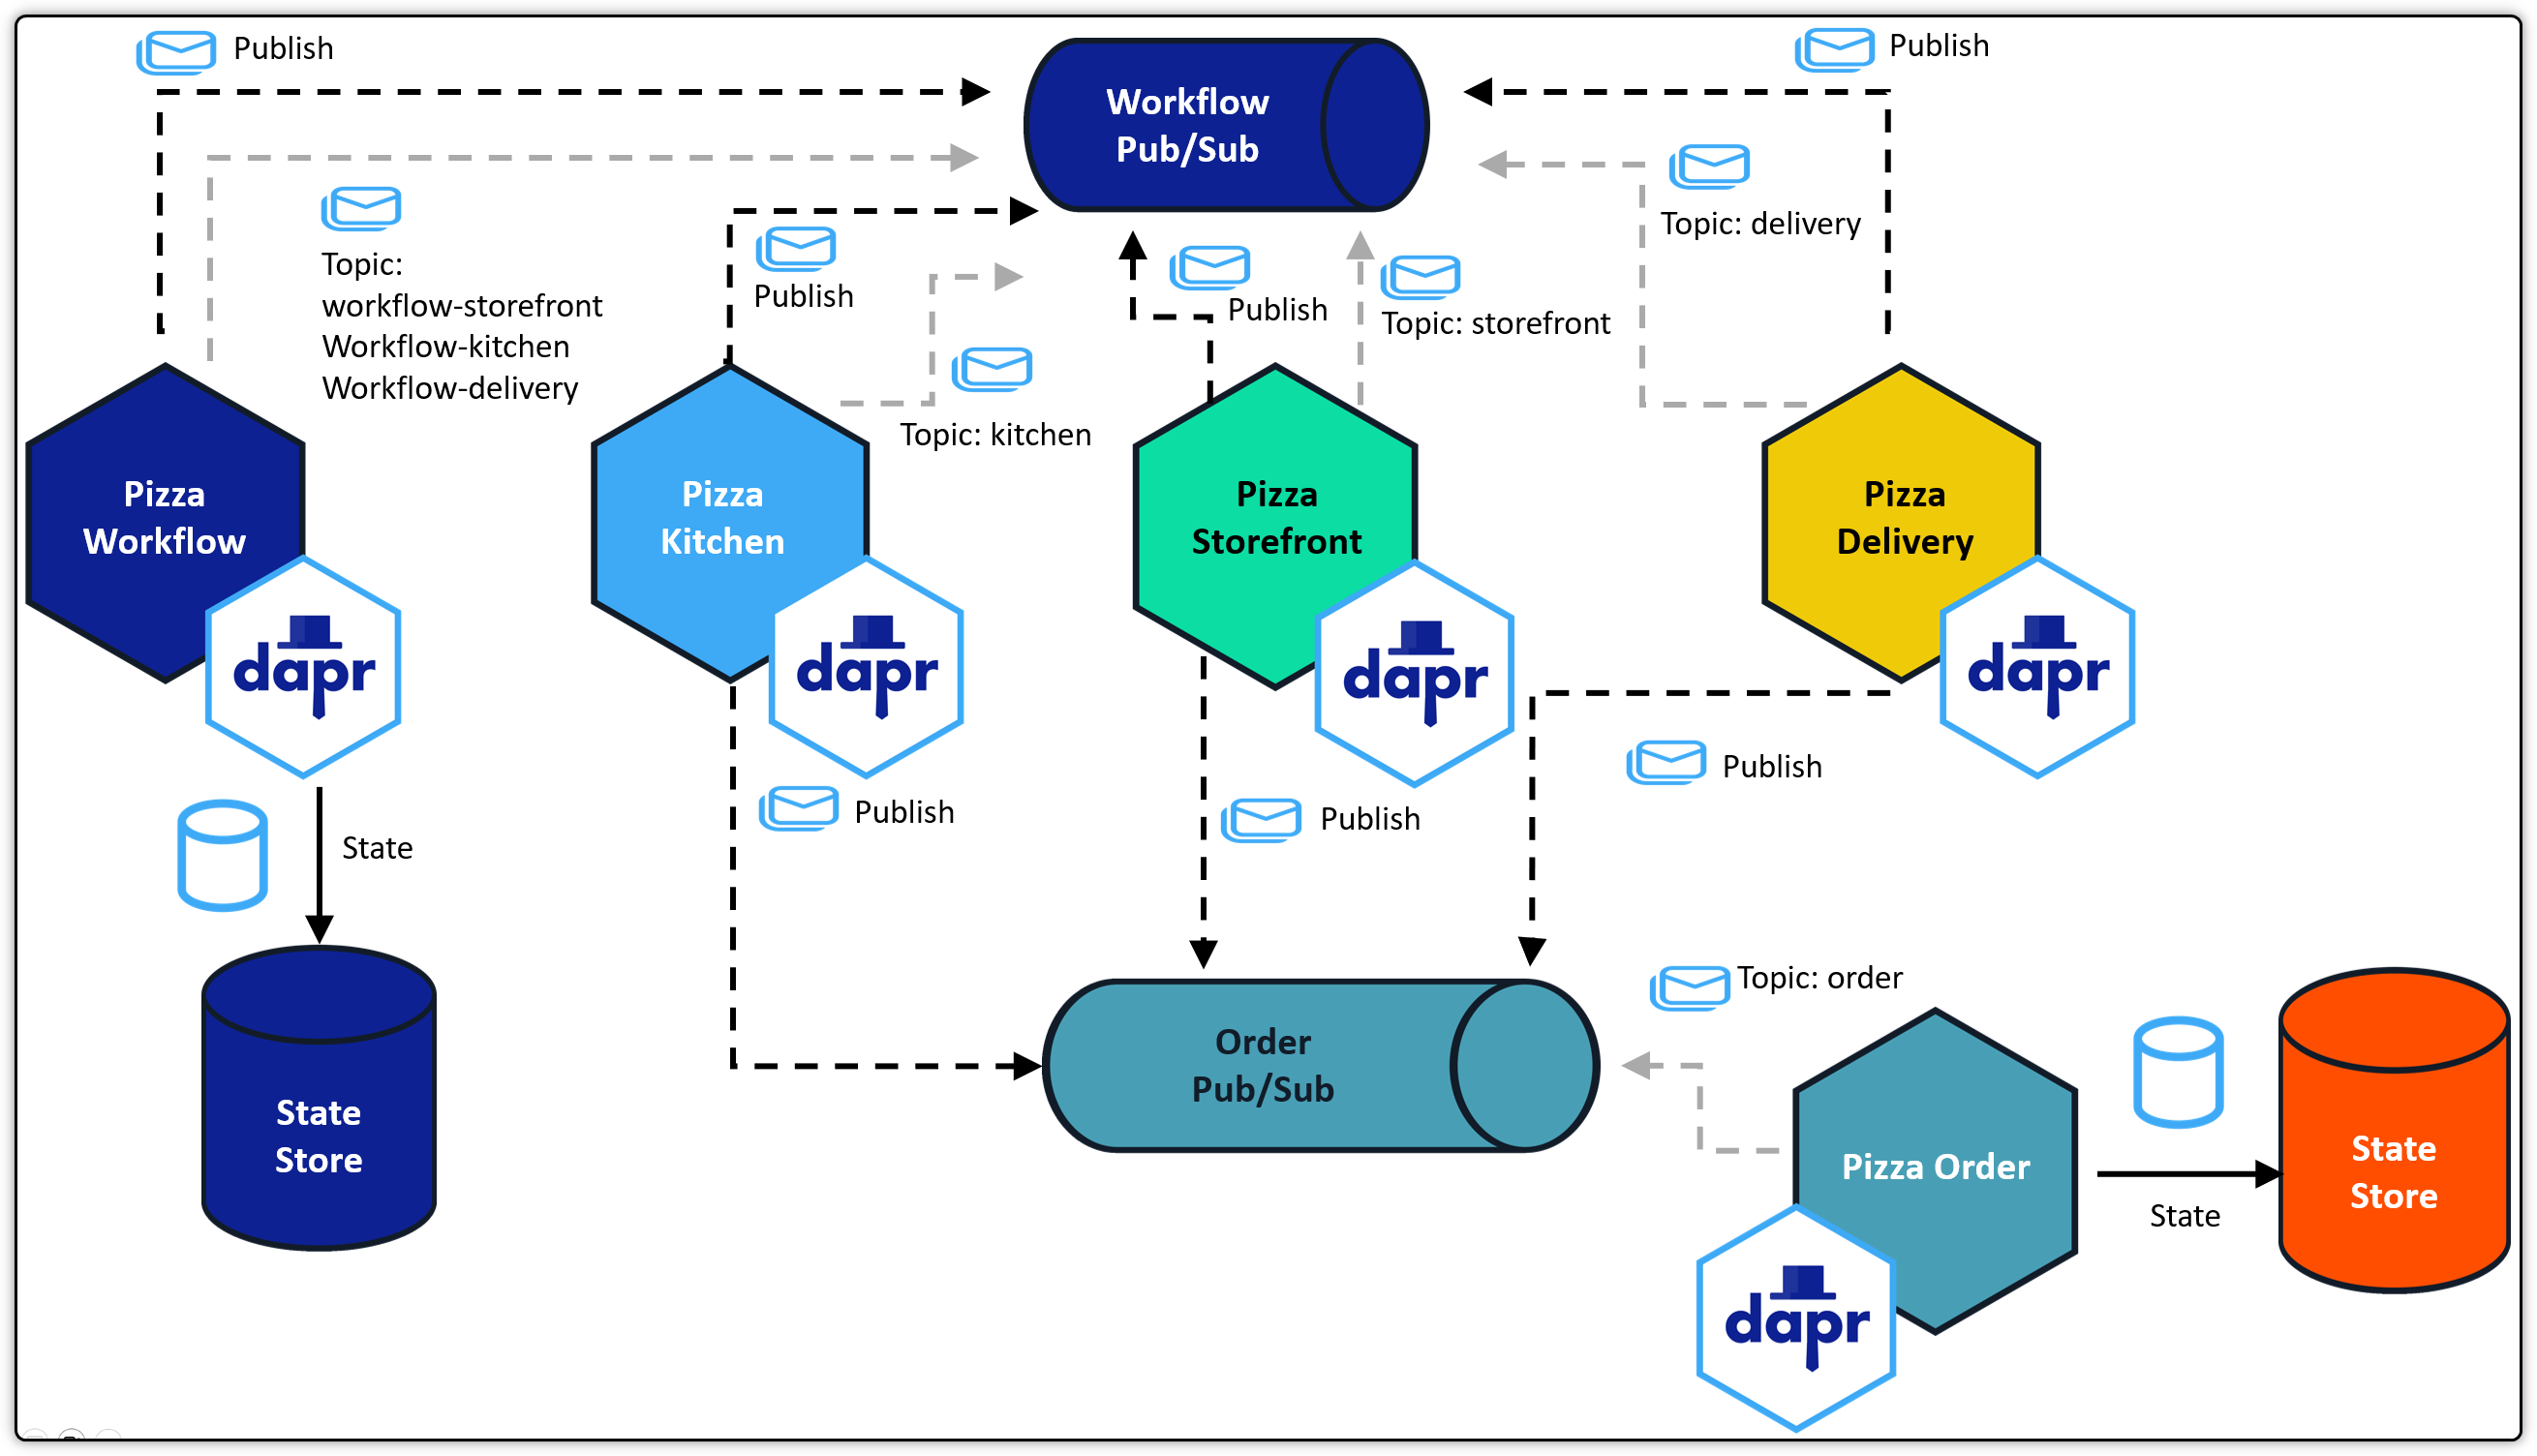 Publish
Publish
Workflow
Pub/Sub
Topic: delivery
Topic:
workflow-storefront
Workflow-kitchen
Workflow-delivery
Publish
Publish
Topic: storefront
Topic: kitchen
Pizza
Workflow
Pizza
Kitchen
Pizza
Storefront
Pizza
Delivery
dapr
dapr
dapr
dapr
Publish
Publish
Publish
State
State
Store
Order
Pub/Sub
Topic: order
Pizza Order
State
State
Store
dapr